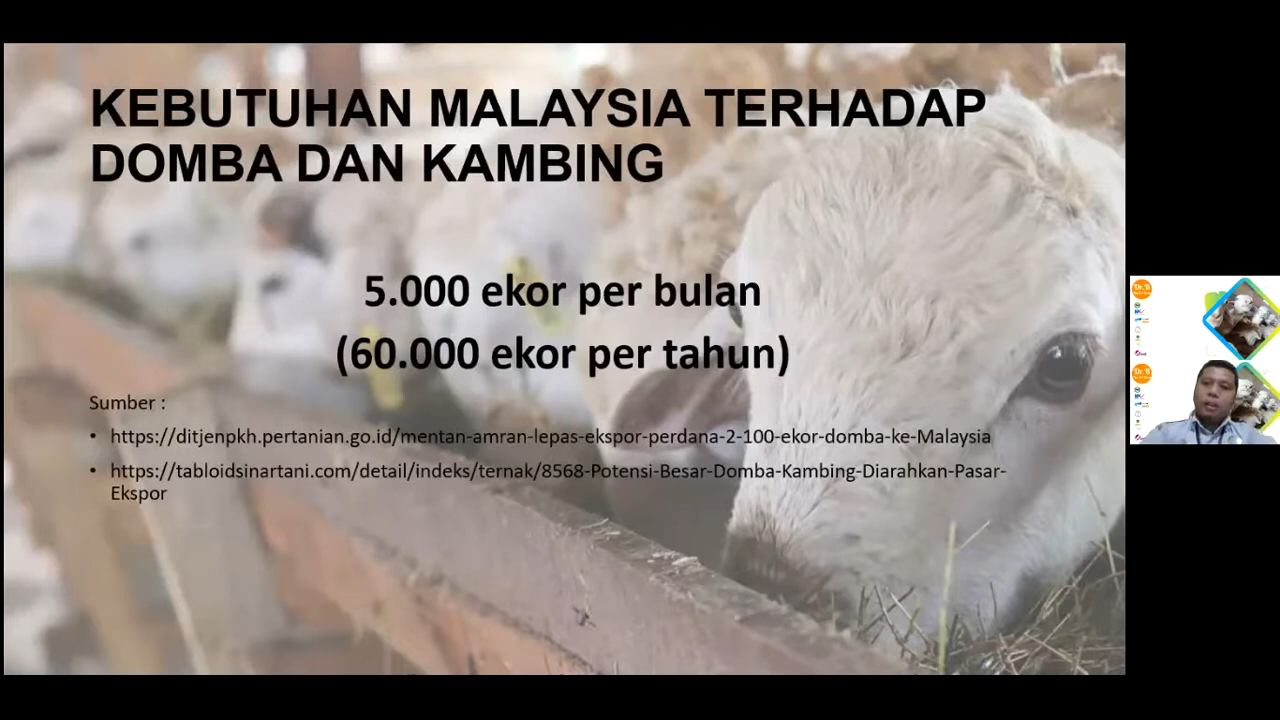 KEBUTUHAN MALAYSIA TERHADAP
DOMBA DAN KAMBING
5.000 ekor per bulan
(60.000 ekor per tahun)
Sumber :
• https://ditjenpkh.pertanian.go.id/mentan-amran-lepas-ekspor-perdana-2-100-ekor-domba-ke-Malaysia
• https://tabloidsinartani.com/detail/indeks/ternak/8568-Potensi-Besar-Domba-Kambing-Diarahkan-Pasar-
Ekspor